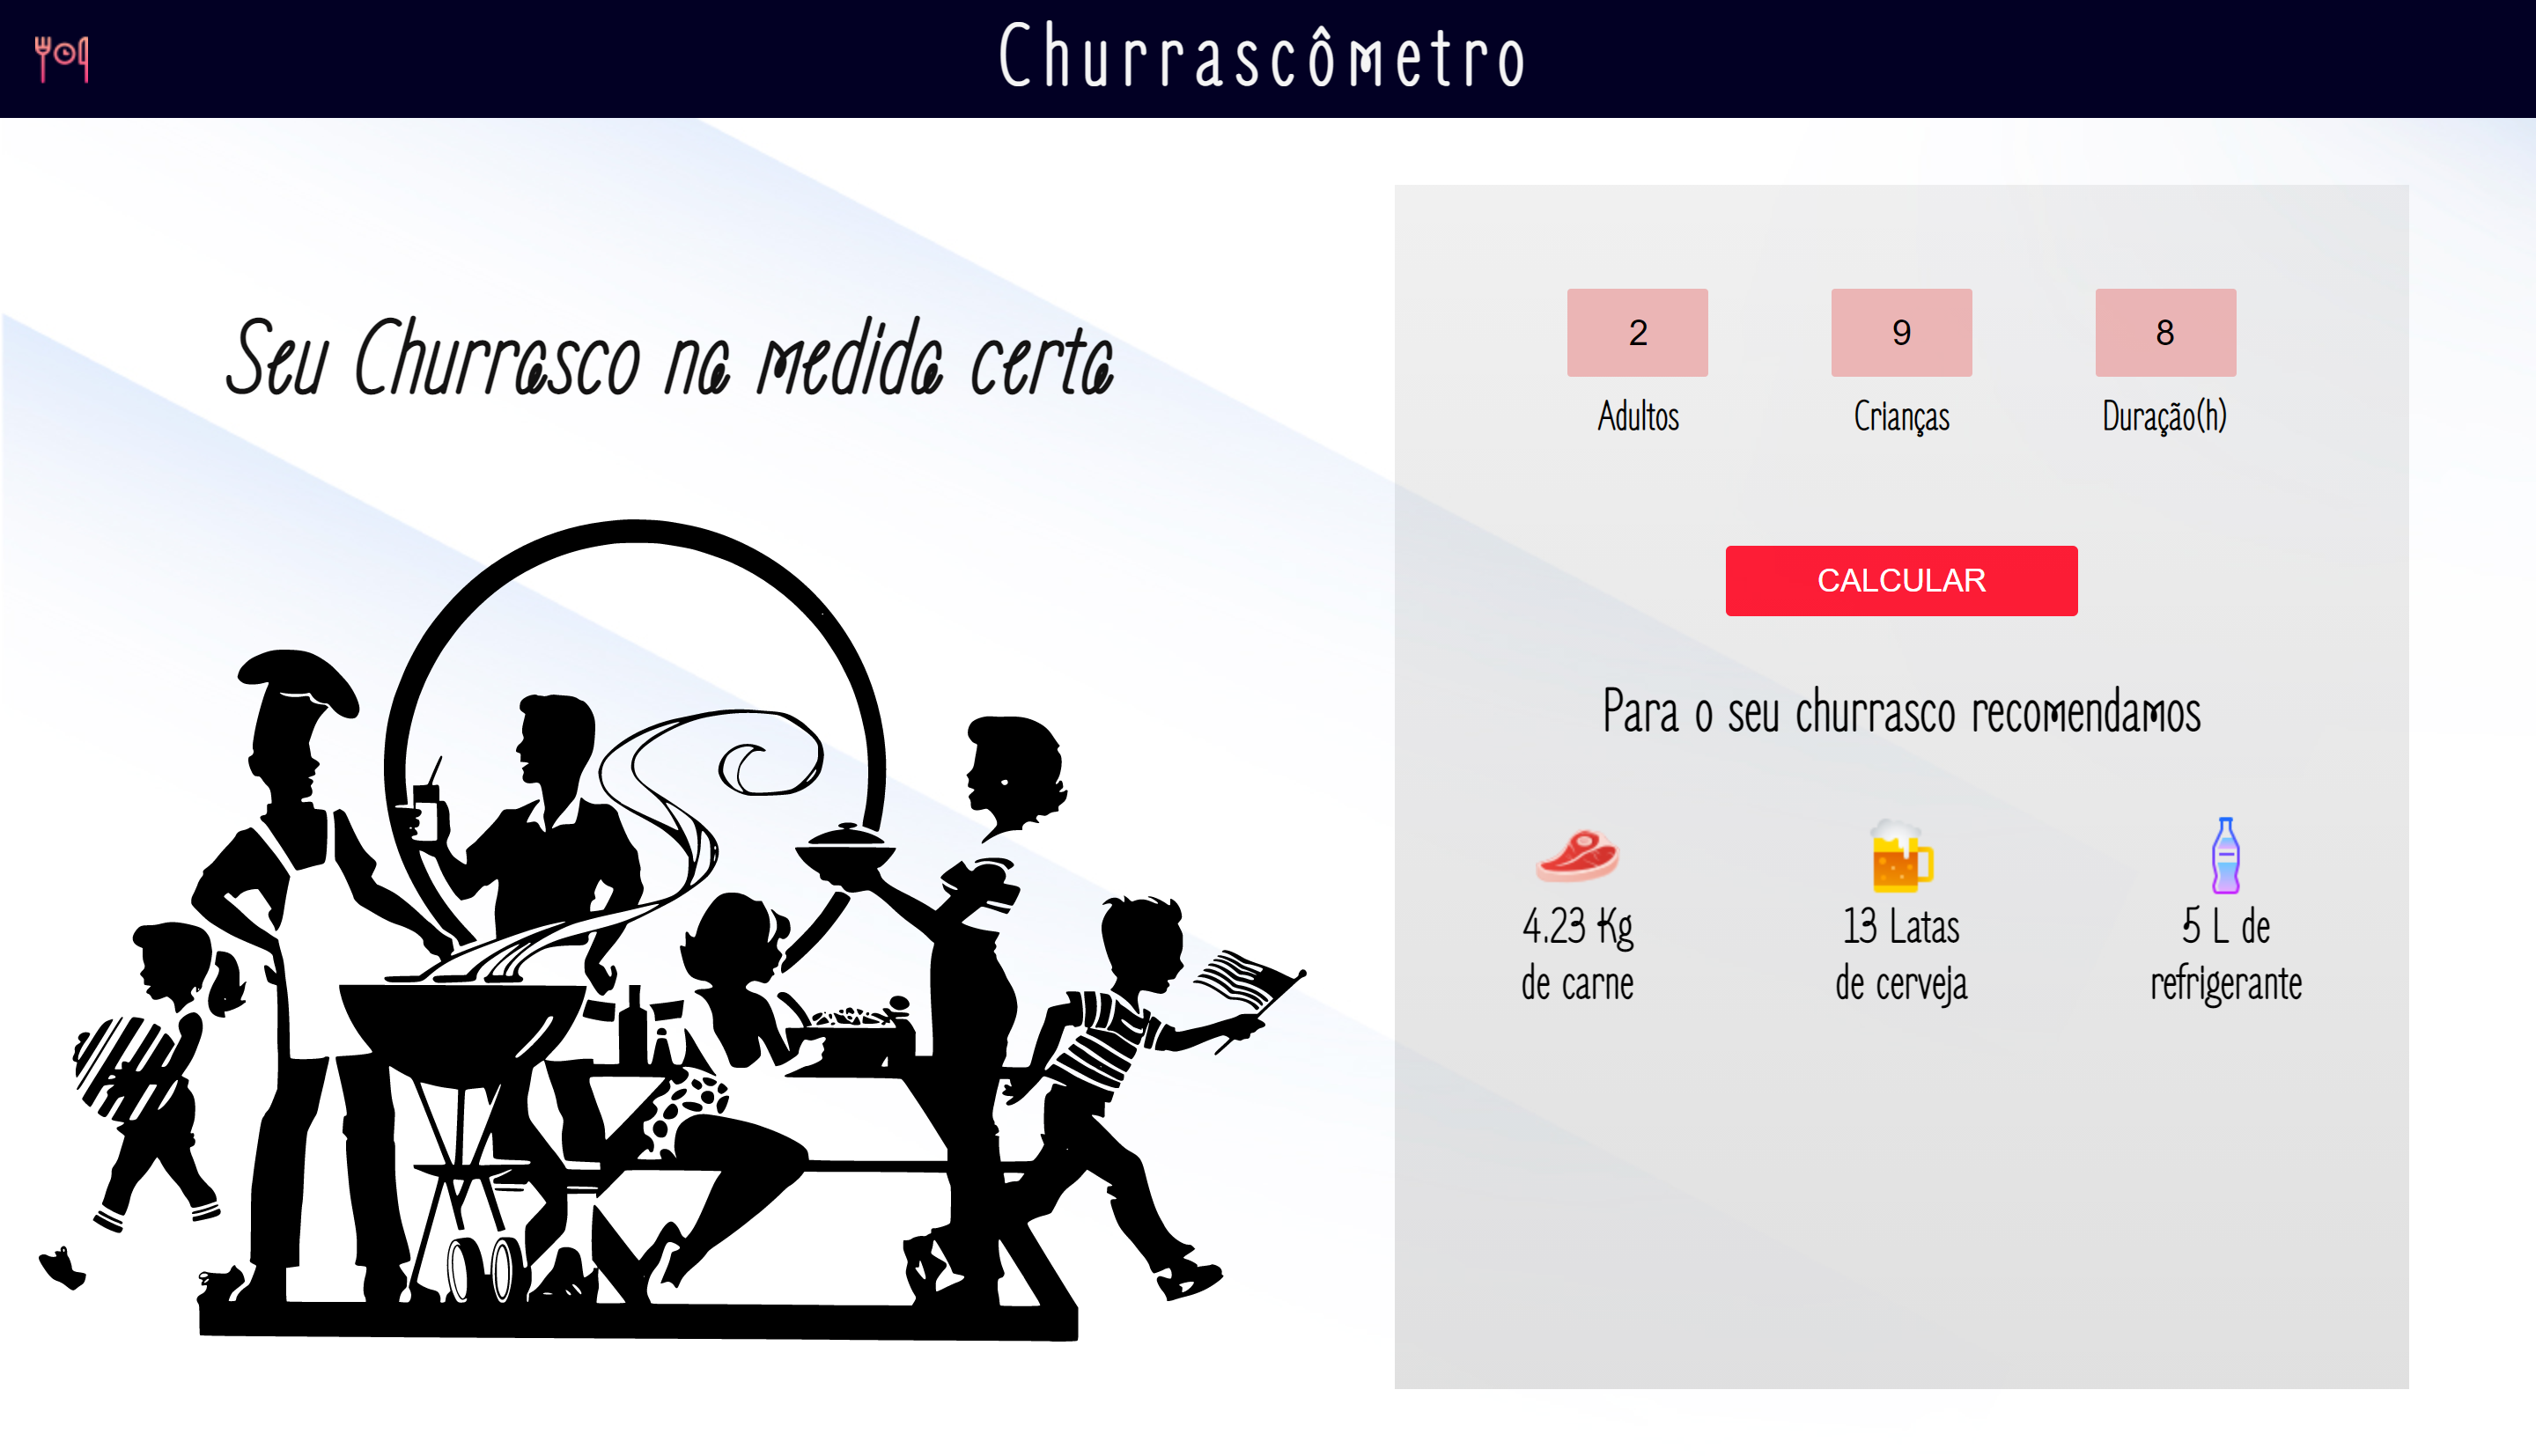 Churrascômetro
Seu Churrasco na medida certa
2
9
8
Adultos
Crianças
Duração(h)
CALCULAR
Para o seu churrasco recomendamos
4.23 Kg
de carne
13 Latas
de cerveja
5 L de
refrigerante